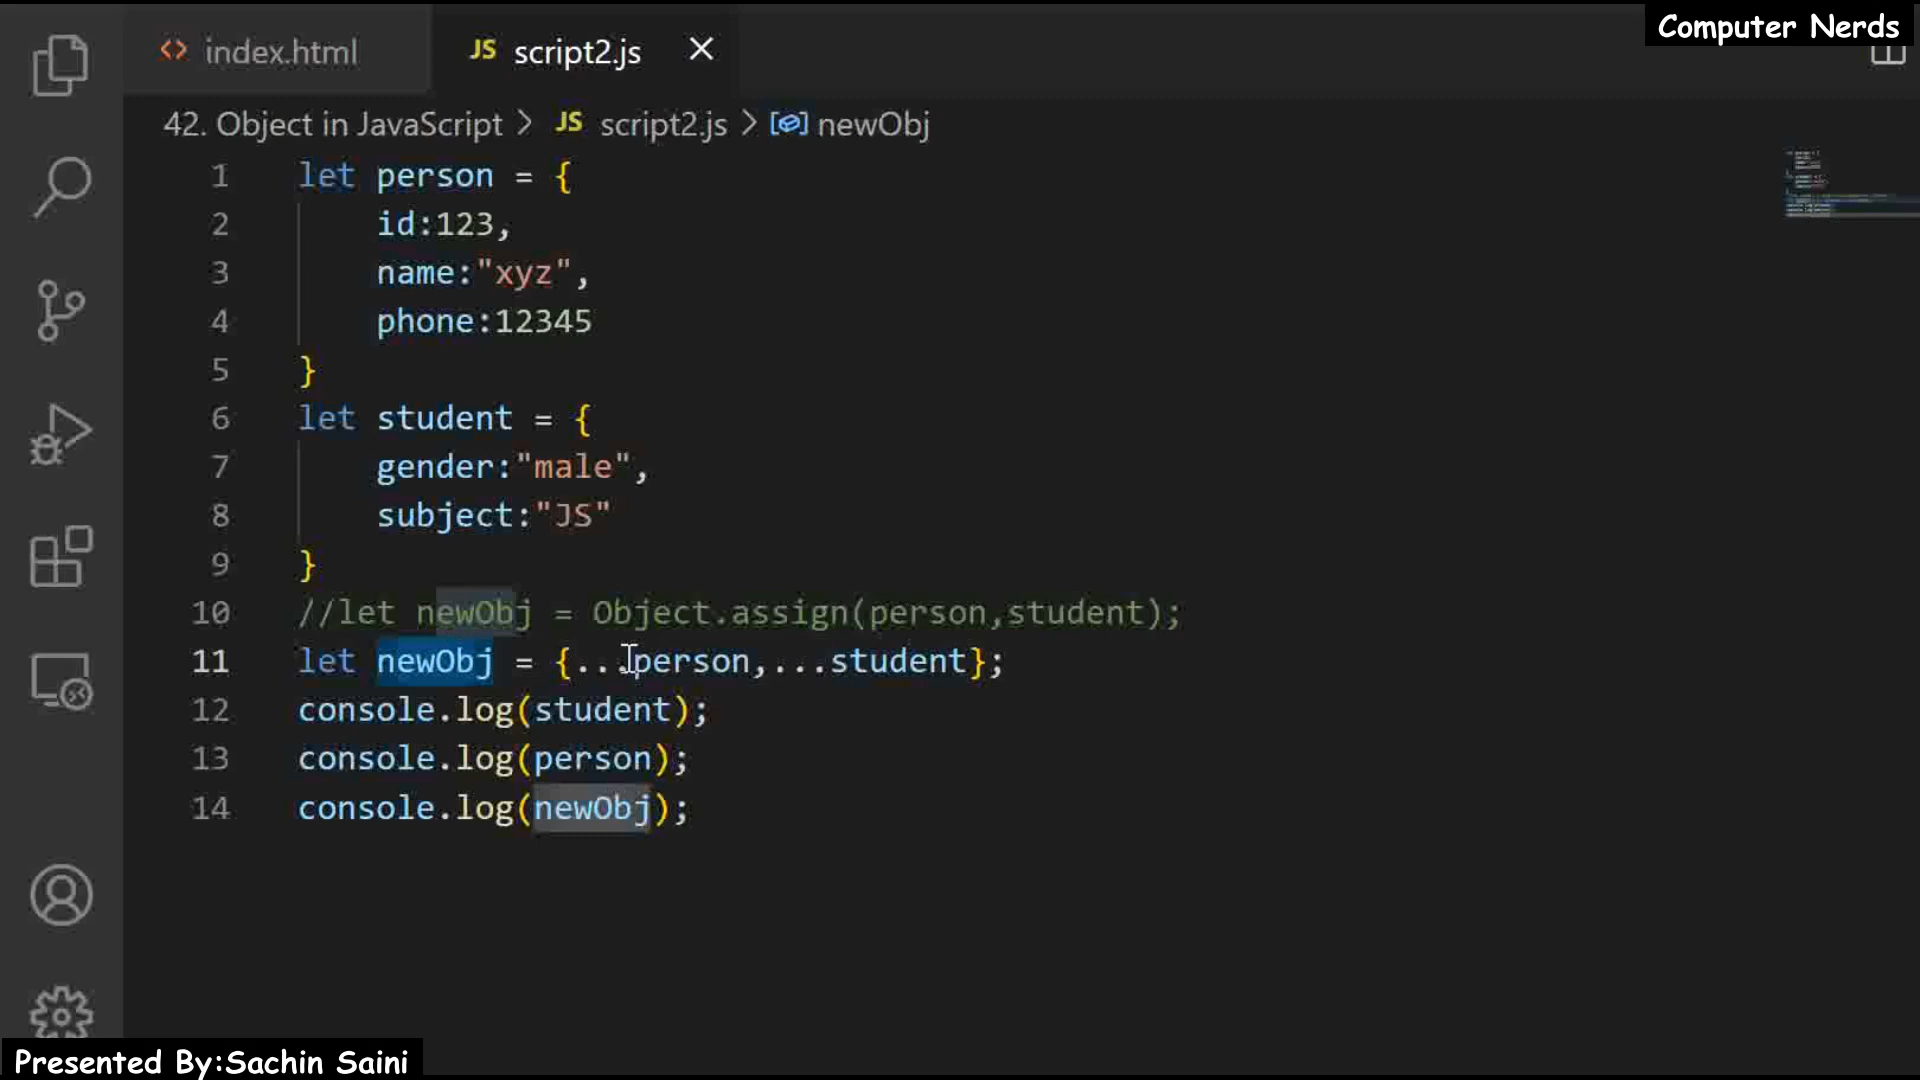 Computer Nerds
<> index.html JS script2.js
42. Object in JavaScript > JS script2.js > newObj
1 let person = {
2 id:123,
3 name:"xyz",
4 phone:12345
5 }
6 let student = {
7 gender:"male",
8 subject:"JS"
9 }
10 //let newObj = Object.assign(person,student);
11 let newObj = {...person,...student};
12 console.log(student);
13 console.log(person);
14 console.log(newObj);
Presented By:Sachin Saini